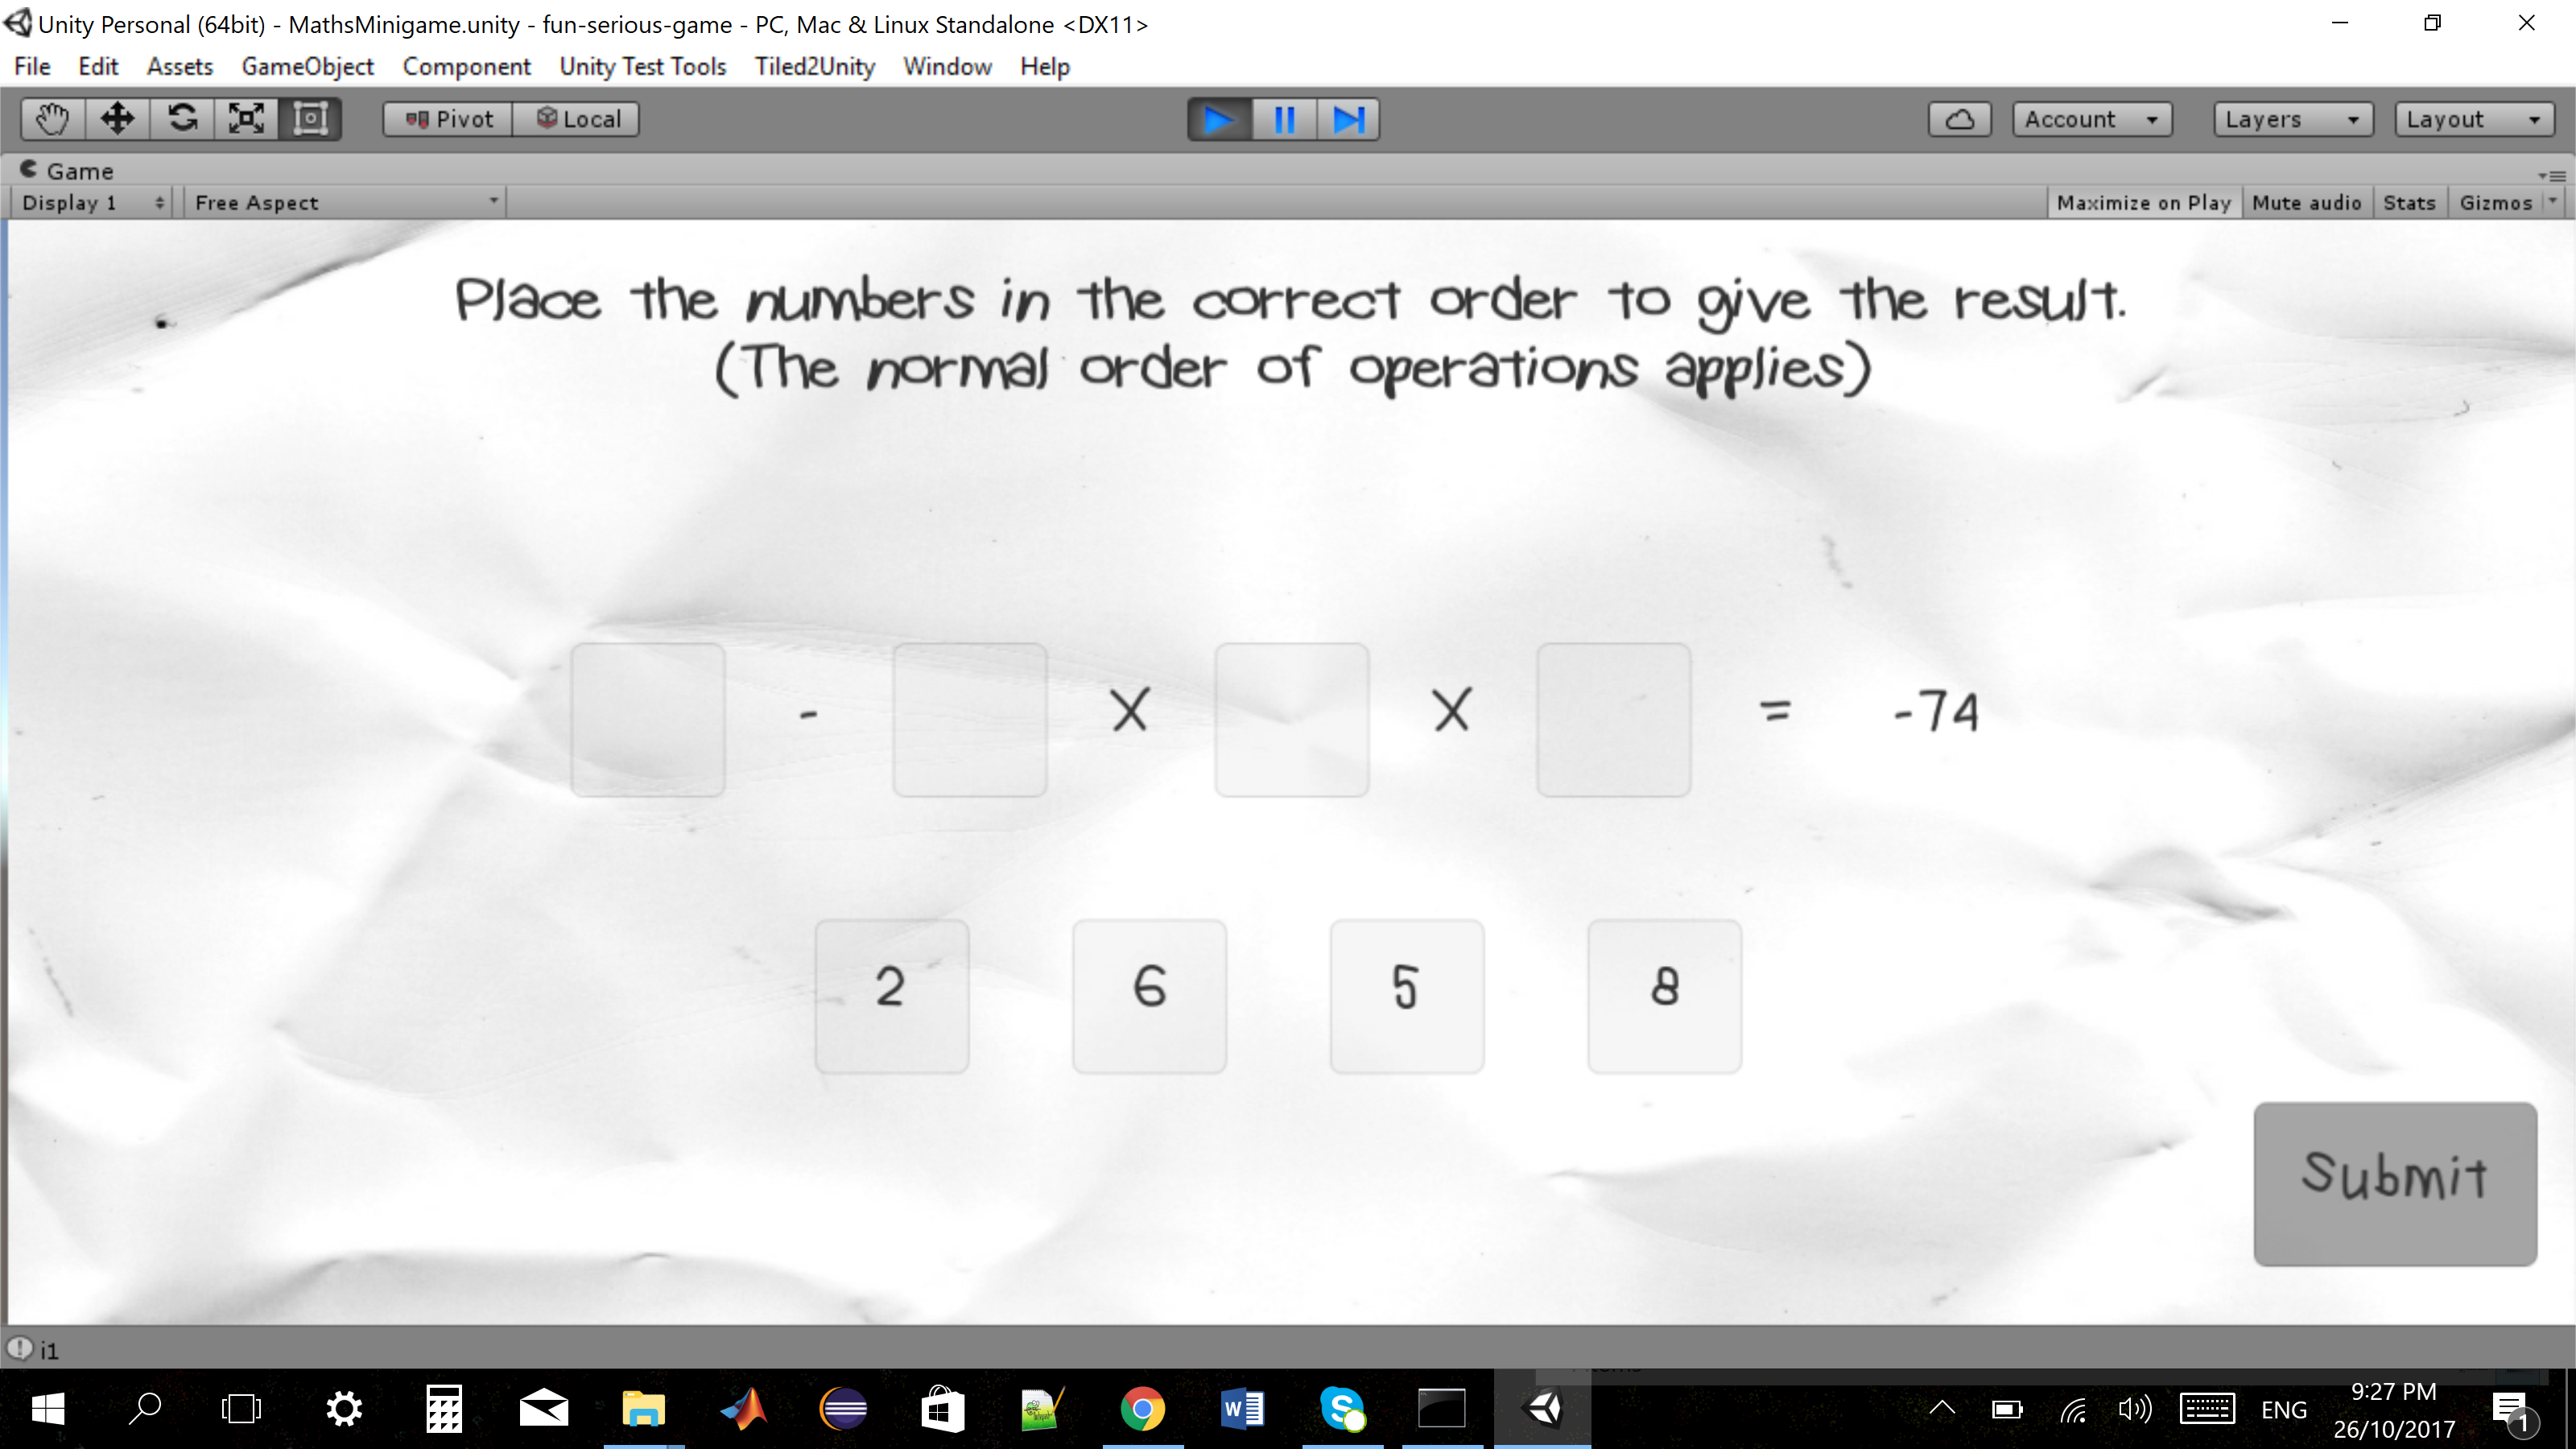 Unity Personal (64bit) - MathsMinigame.unity - fun-serious-game - PC, Mac & Linux Standalone <DX11>
File Edit Assets GameObject Component Unity Test Tools Tiled2Unity Window Help
Pivot Local Account Layers Layout
Game
Display 1 Free Aspect Maximize on Play Mute audio Stats Gizmos
Place the numbers in the correct order to give the result.
(The normal order of operations applies)
- X X = -74
2 6 5 8
Submit
i1
9:27 PM
ENG
26/10/2017
1